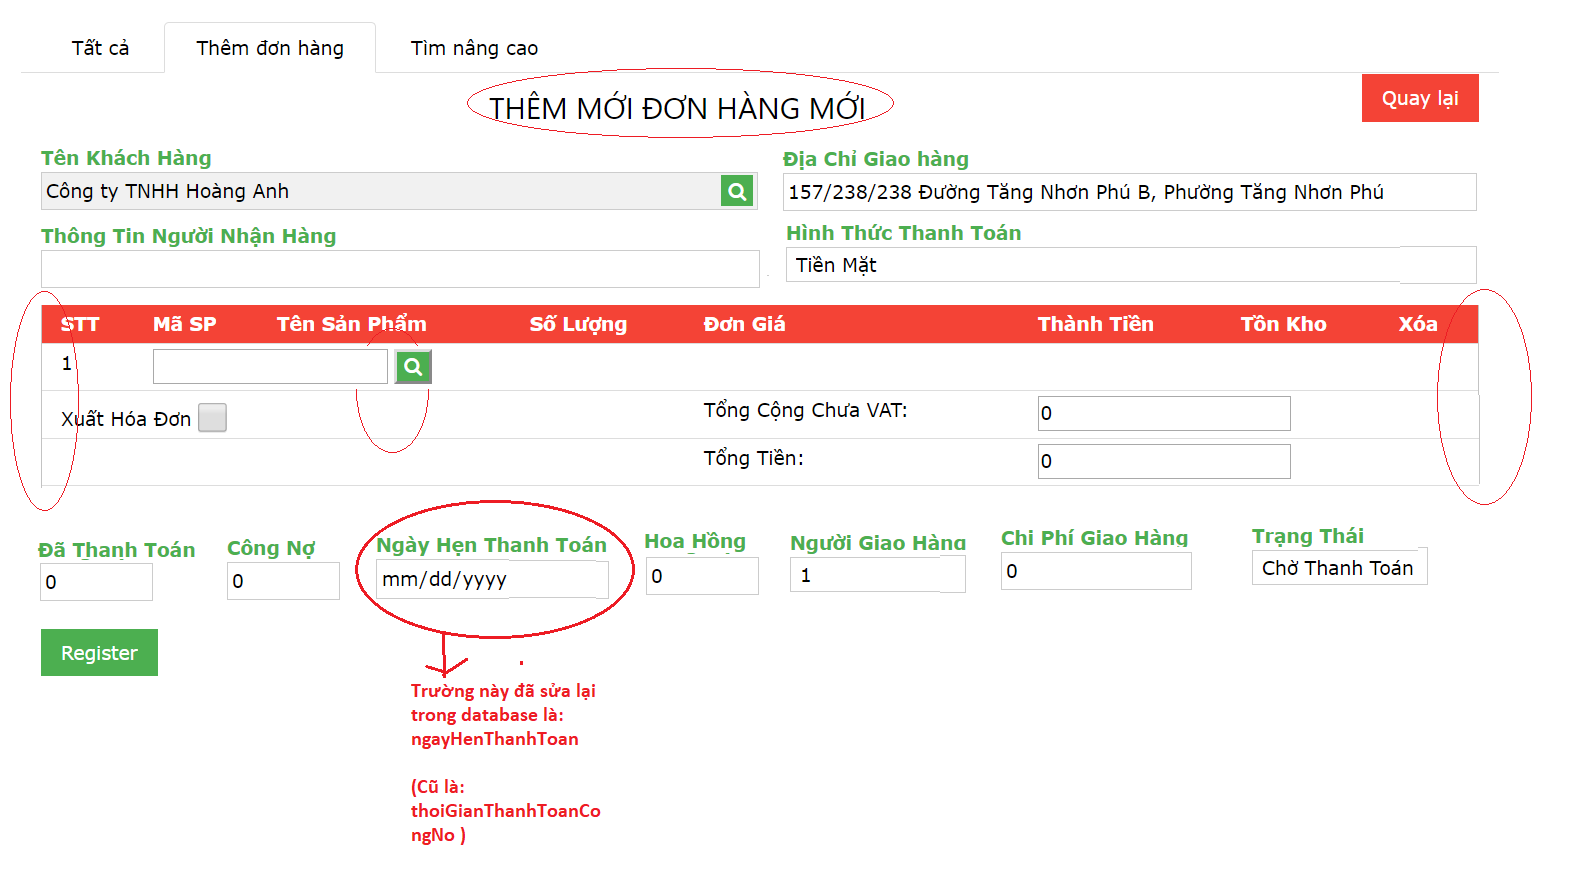 Tất cả
Thêm đơn hàng
Tìm nâng cao
THÊM MỚI ĐƠN HÀNG MỚI
Quay lại
Tên Khách Hàng
Địa Chỉ Giao hàng
Công ty TNHH Hoàng Anh
157/238/238 Đường Tăng Nhơn Phú B, Phường Tăng Nhơn Phú
Thông Tin Người Nhận Hàng
Hình Thức Thanh Toán
Tiền Mặt
STT Mã SP Tên Sản Phẩm Số Lượng Đơn Giá Thành Tiền Tồn Kho Xóa
1
Xuất Hóa Đơn
Tổng Cộng Chưa VAT: 0
Tổng Tiền: 0
Đã Thanh Toán Công Nợ Ngày Hẹn Thanh Toán Hoa Hồng Người Giao Hàng Chi Phí Giao Hàng Trạng Thái
0 0 mm/dd/yyyy 0 1 0 Chờ Thanh Toán
Register
Trường này đã sửa lại
trong database là:
ngayHenThanhToan
(Cũ là:
thoiGianThanhToanCo
ngNo )